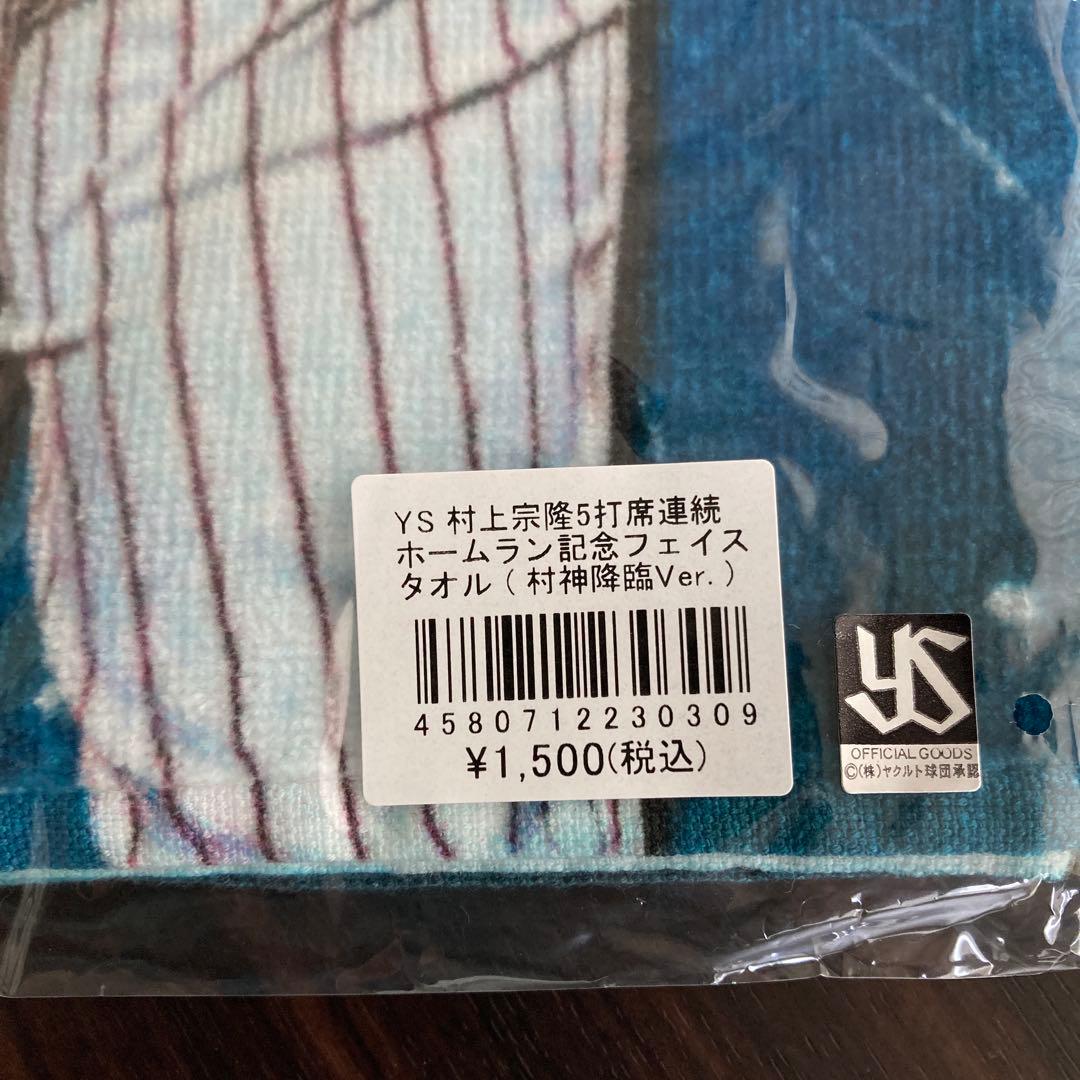 YS 村上宗隆5打席連続
ホームラン記念フェイス
タオル ( 村神降臨Ver. )
4580712230309
¥1,500(税込)
YS
OFFICIAL GOODS
©(株)ヤクルト球団承認